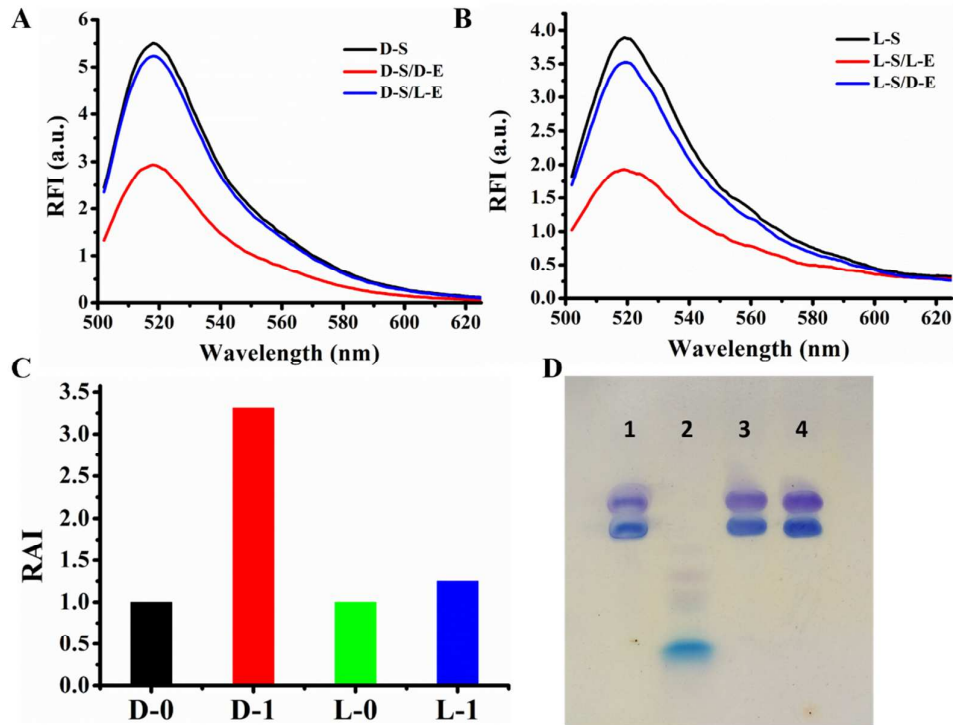 A
RFI (a.u.)
6
5
4
3
2
1
0
D-S
D-S/D-E
D-S/L-E
500 520 540 560 580 600 620
Wavelength (nm)
B
RFI (a.u.)
4.0
3.5
3.0
2.5
2.0
1.5
1.0
0.5
0.0
L-S
L-S/L-E
L-S/D-E
500 520 540 560 580 600 620
Wavelength (nm)
C
RAI
3.5
3.0
2.5
2.0
1.5
1.0
0.5
0.0
D-0 D-1 L-0 L-1
D
1 2 3 4